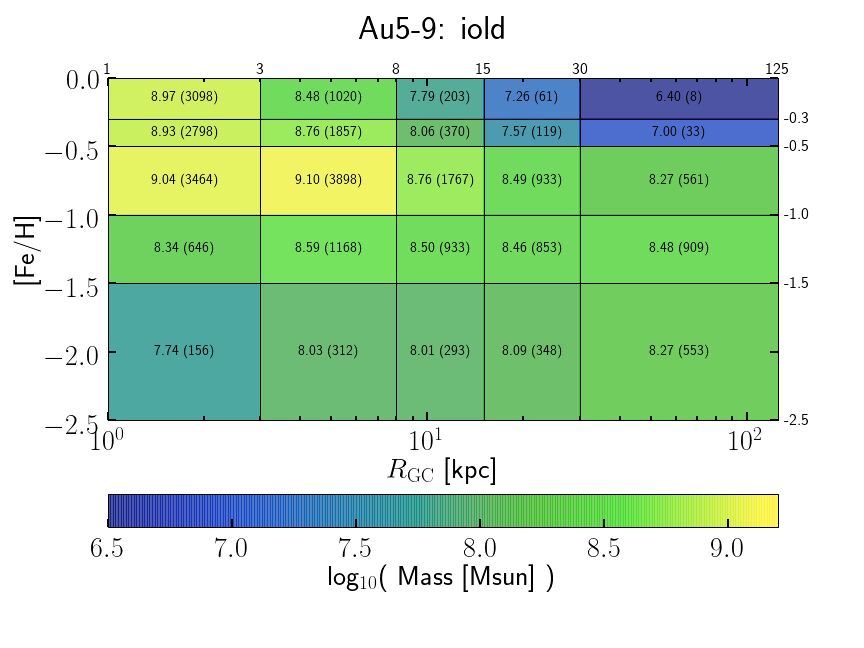 Au5-9: iold
1 3 8 15 30 125
0.0
8.97 (3098) 8.48 (1020) 7.79 (203) 7.26 (61) 6.40 (8)
-0.3
8.93 (2798) 8.76 (1857) 8.06 (370) 7.57 (119) 7.00 (33)
−0.5 -0.5
9.04 (3464) 9.10 (3898) 8.76 (1767) 8.49 (933) 8.27 (561)
−1.0 -1.0
[Fe/H]
8.34 (646) 8.59 (1168) 8.50 (933) 8.46 (853) 8.48 (909)
−1.5 -1.5
7.74 (156) 8.03 (312) 8.01 (293) 8.09 (348) 8.27 (553)
−2.0
−2.5 -2.5
10⁰ 10¹ 10²
R_GC [kpc]
6.5 7.0 7.5 8.0 8.5 9.0
log₁₀( Mass [Msun] )